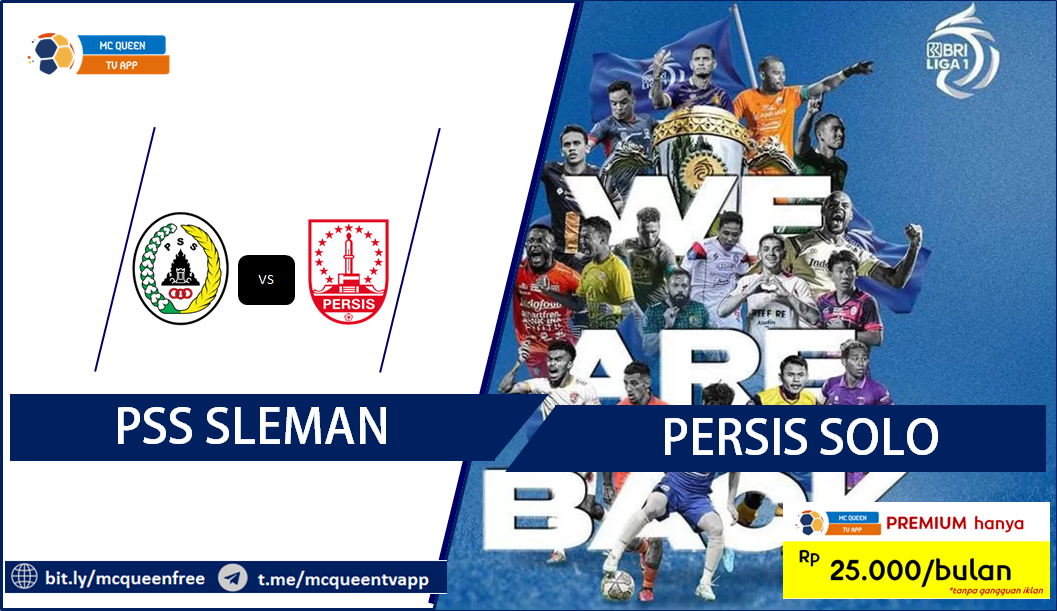 MC QUEEN
TV APP
BRI
LIGA 1
WE
ARE
BACK
PSS
VS
PERSIS
PSS SLEMAN
PERSIS SOLO
bit.ly/mcqueenfree
t.me/mcqueentvapp
MC QUEEN
TV APP
PREMIUM hanya
Rp 25.000/bulan
*tanpa gangguan iklan